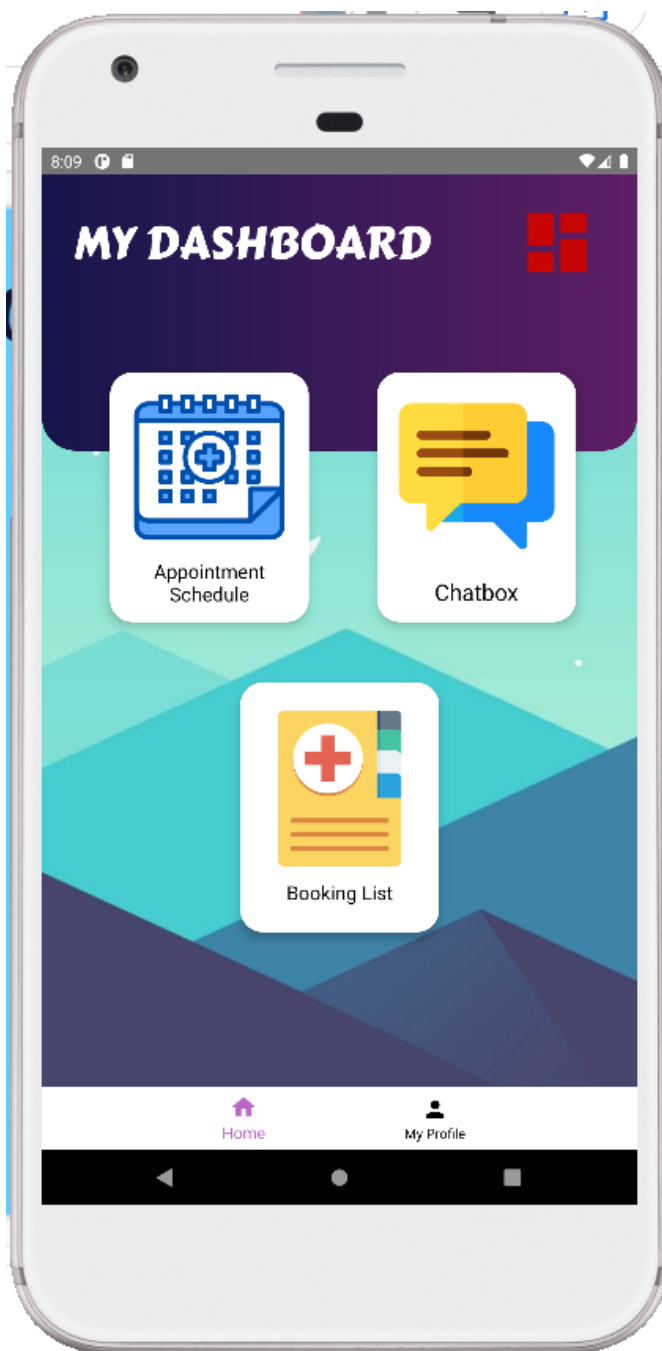 8:09
MY DASHBOARD
Appointment
Schedule
Chatbox
Booking List
Home
My Profile